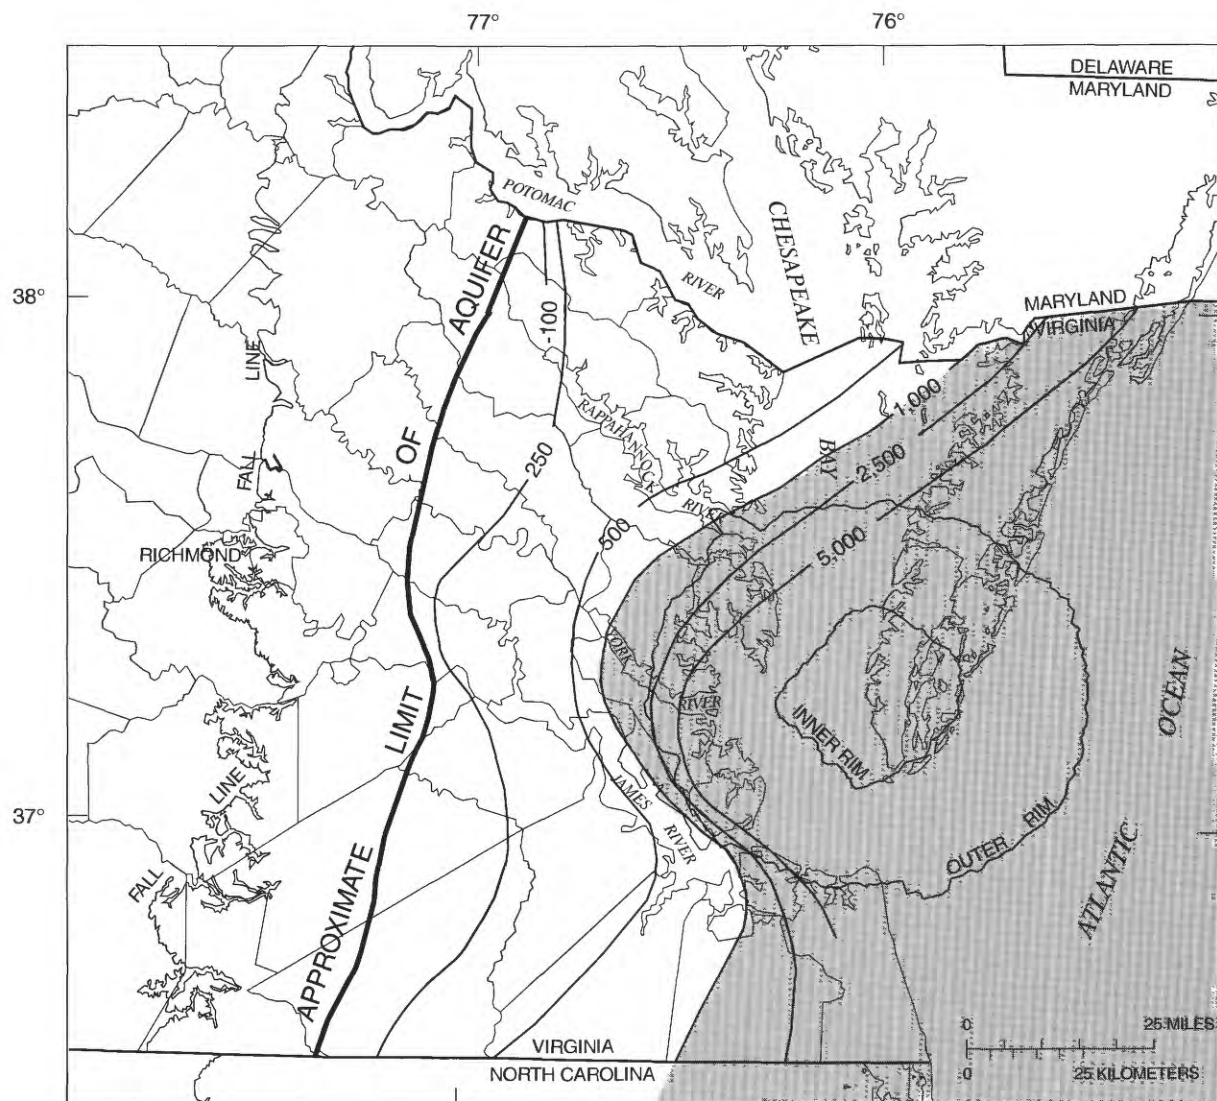 77°
76°
DELAWARE
MARYLAND
POTOMAC
RIVER
CHESAPEAKE
BAY
38°
AQUIFER
-100
MARYLAND
VIRGINIA
LINE
FALL
OF
RAPPAHANNOCK
RIVER
1,000
250
2,500
500
5,000
RICHMOND
YORK
RIVER
OCEAN
LIMIT
INNER RIM
37°
LINE
FALL
JAMES
RIVER
OUTER RIM
ATLANTIC
APPROXIMATE
0 25 MILES
0 25 KILOMETERS
VIRGINIA
NORTH CAROLINA